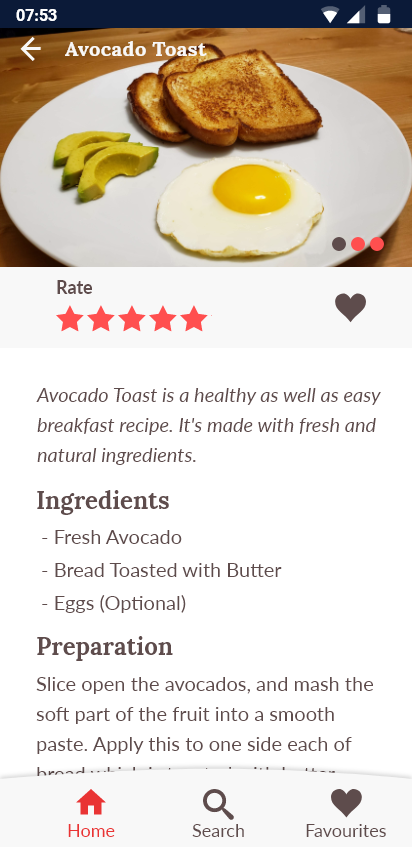 07:53
Avocado Toast
Rate
Avocado Toast is a healthy as well as easy
breakfast recipe. It's made with fresh and
natural ingredients.
Ingredients
- Fresh Avocado
- Bread Toasted with Butter
- Eggs (Optional)
Preparation
Slice open the avocados, and mash the
soft part of the fruit into a smooth
paste. Apply this to one side each of
Home
Search
Favourites